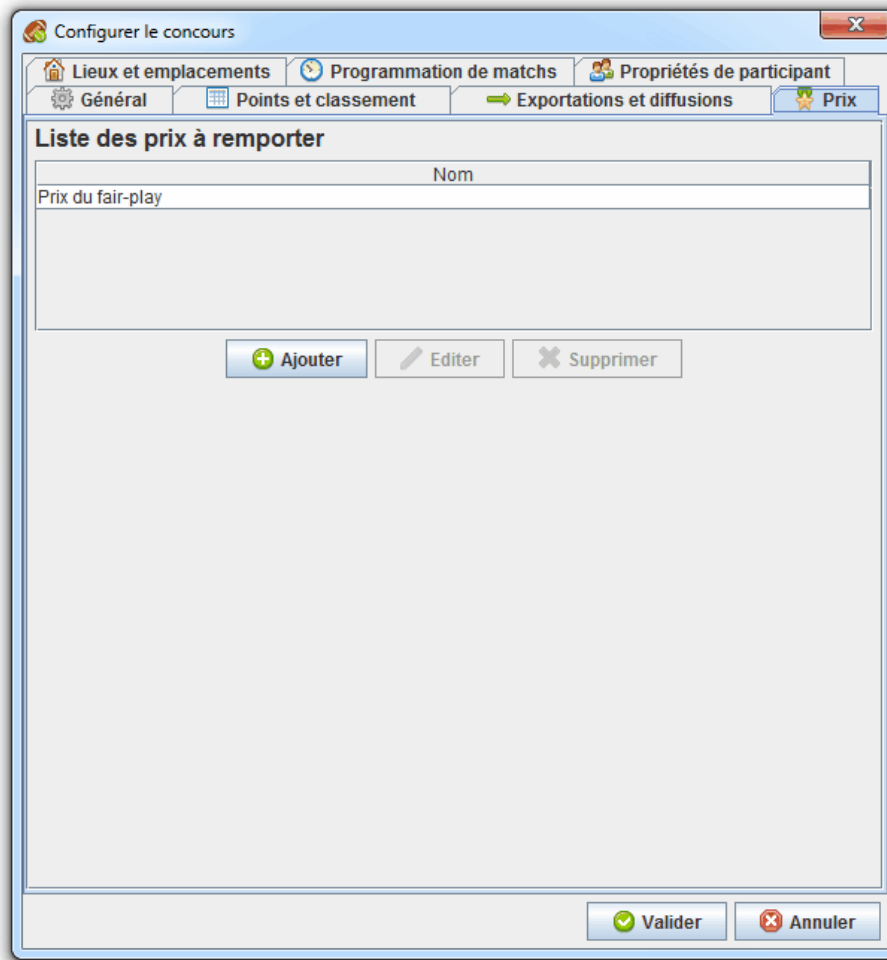 Configurer le concours
Lieux et emplacements Programmation de matchs Propriétés de participant
Général Points et classement Exportations et diffusions Prix
Liste des prix à remporter
Nom
Prix du fair-play
Ajouter Editer Supprimer
Valider Annuler